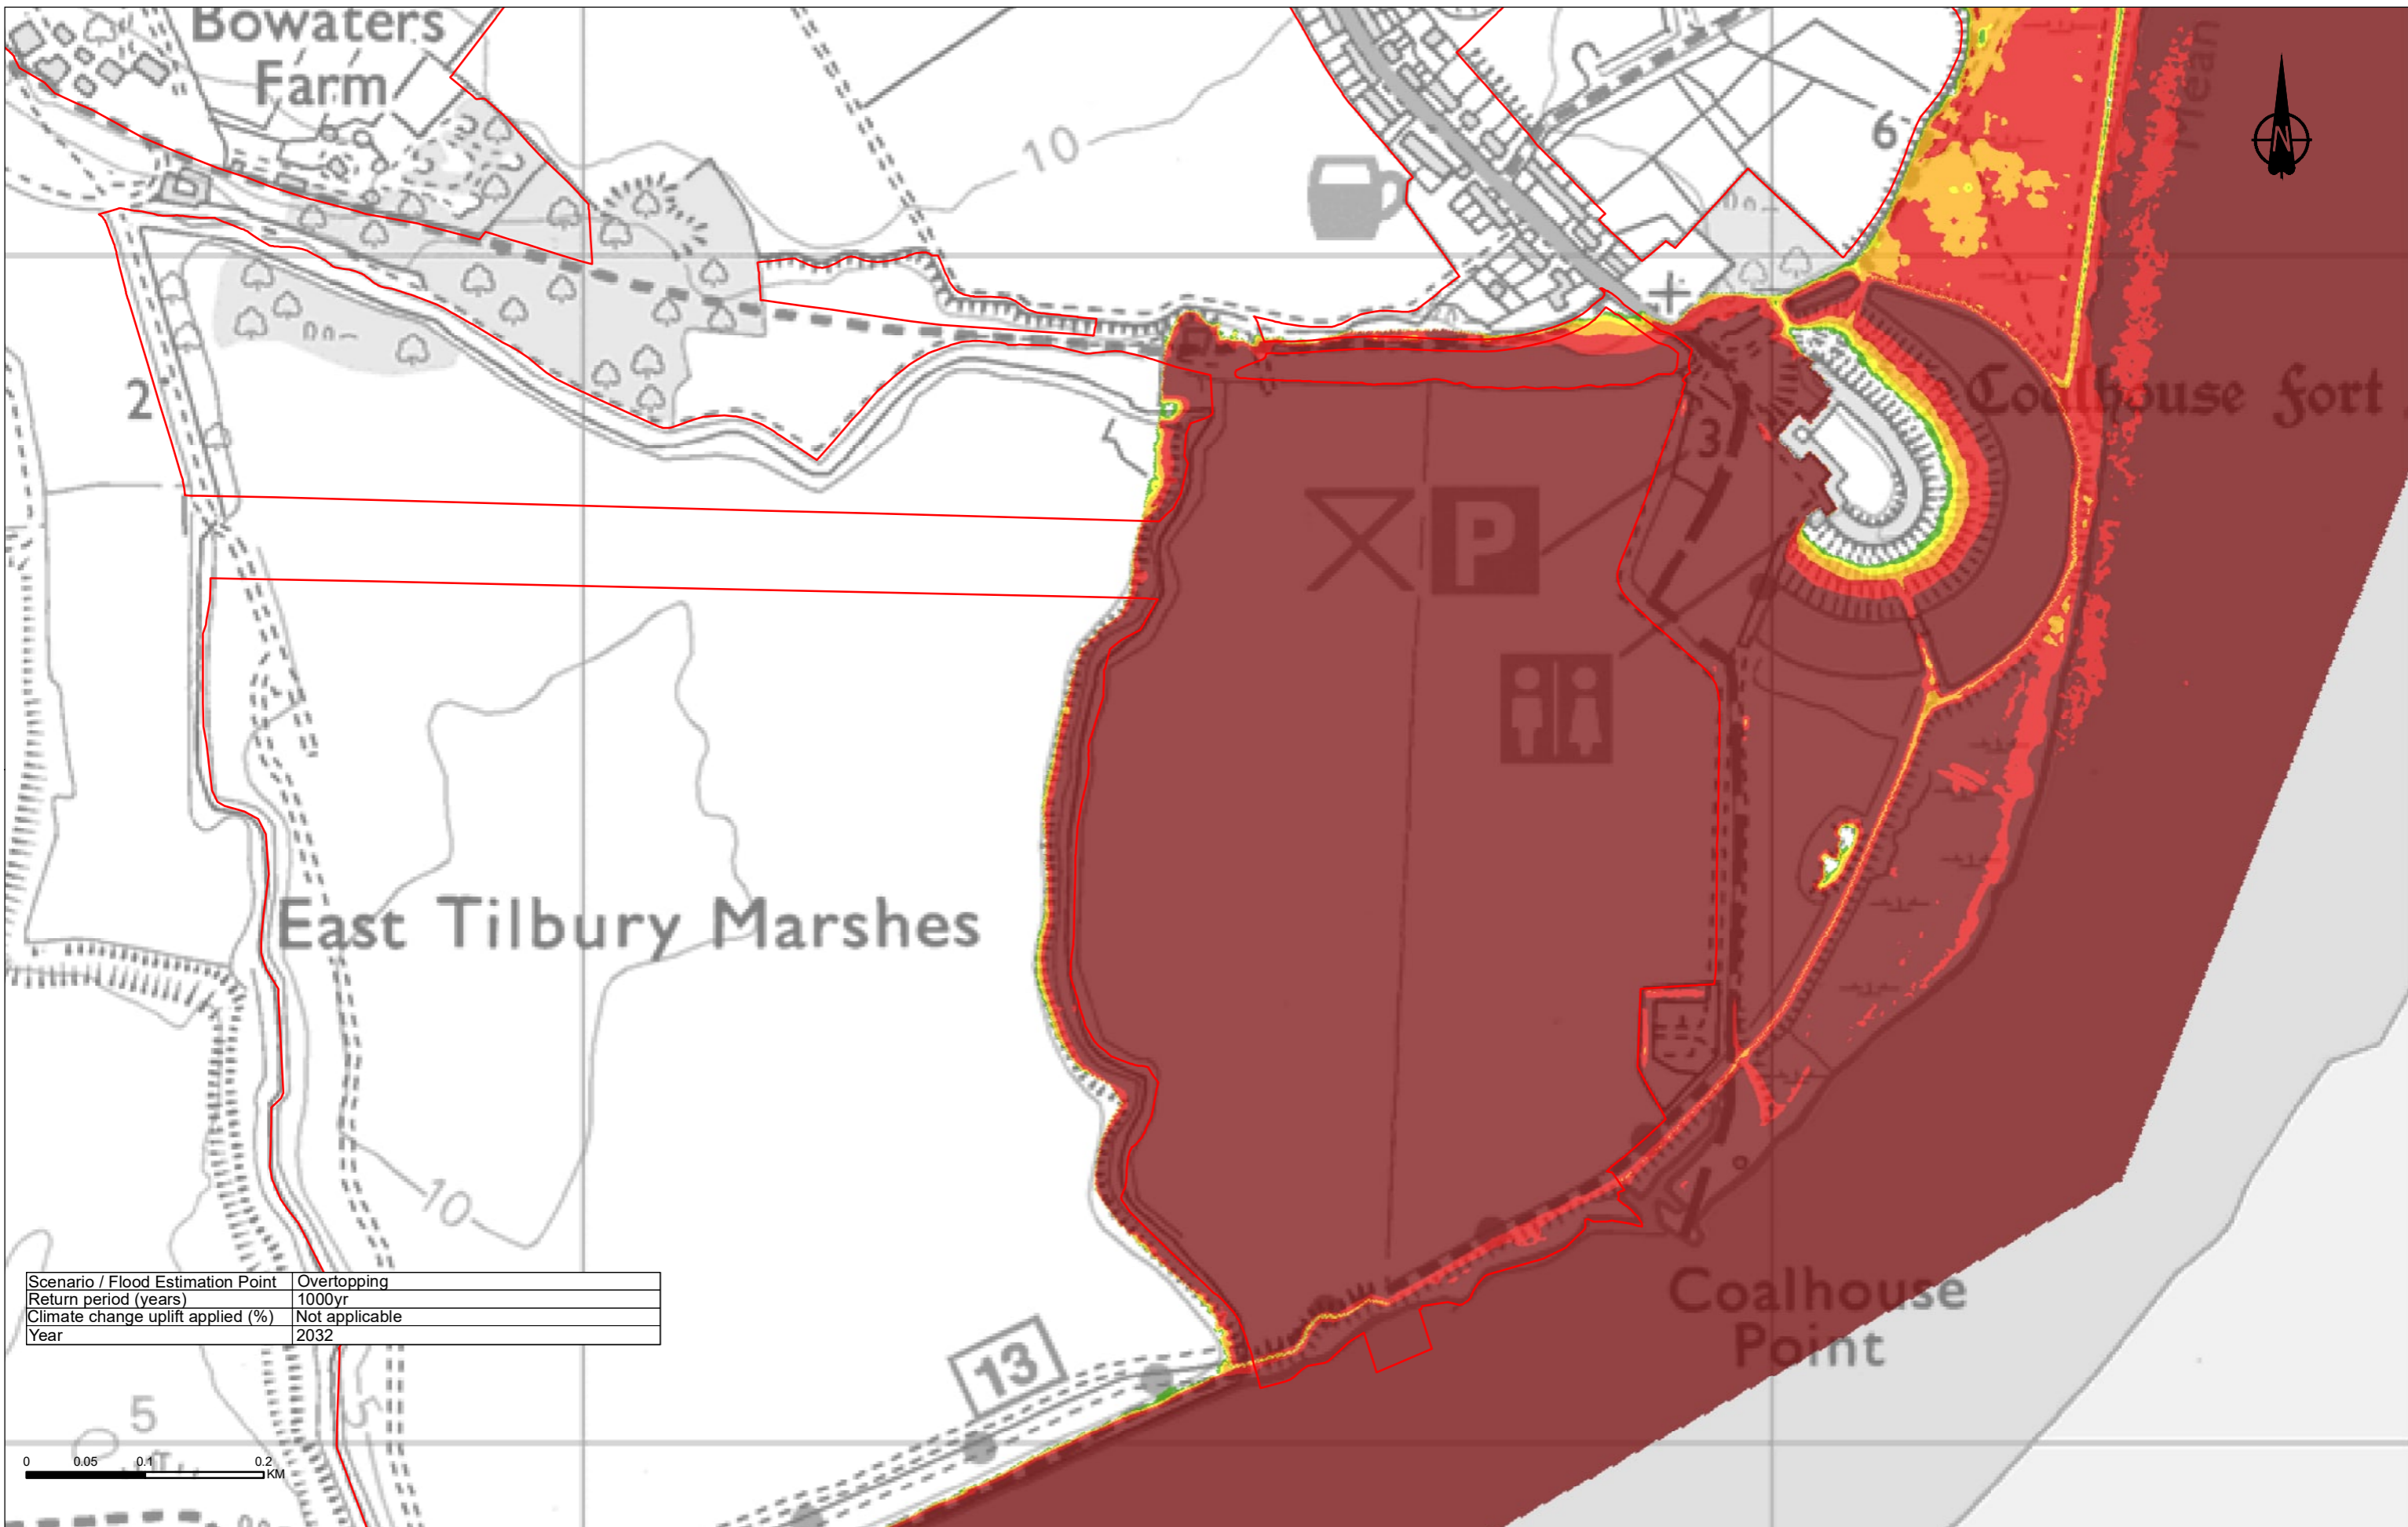 Bowaters
Farm
10
6
Mean
N
2
3
Coalhouse Fort
P
East Tilbury Marshes
10
Coalhouse
Point
13
5
5
Scenario / Flood Estimation Point Overtopping
Return period (years) 1000yr
Climate change uplift applied (%) Not applicable
Year 2032
0 0.05 0.1 0.2
KM